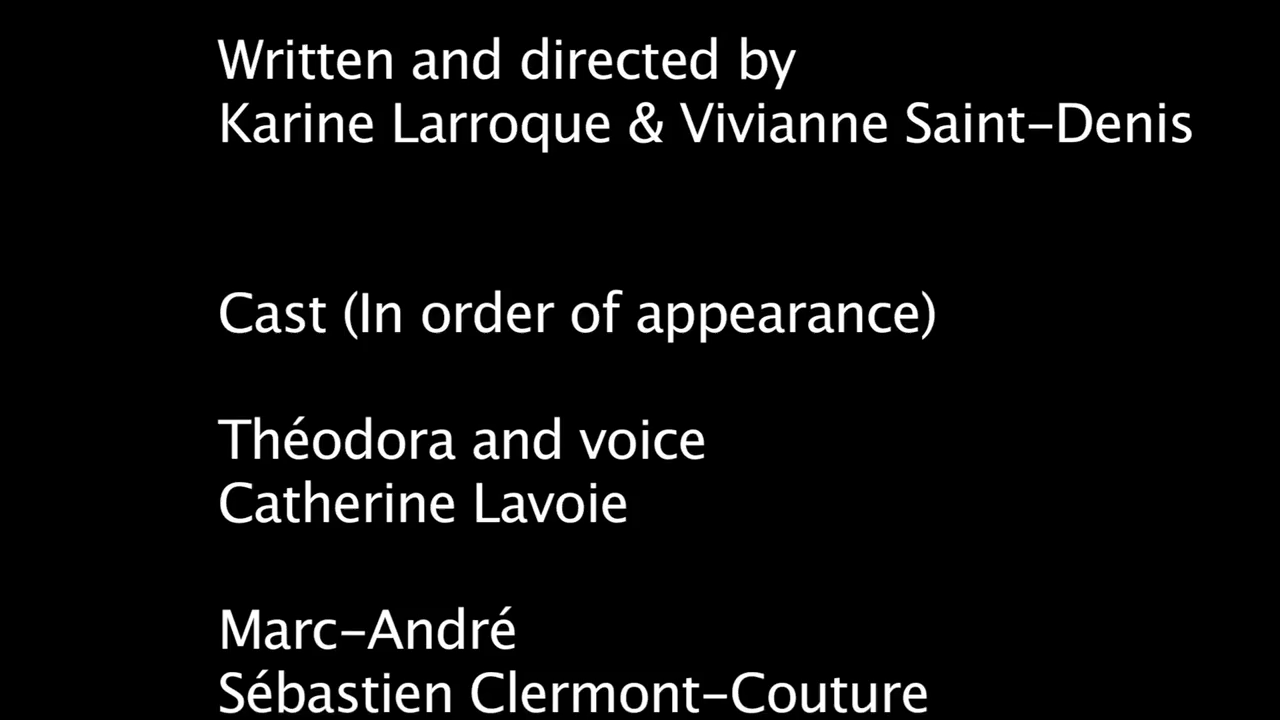 Written and directed by
Karine Larroque & Vivianne Saint-Denis
Cast (In order of appearance)
Théodora and voice
Catherine Lavoie
Marc-André
Sébastien Clermont-Couture